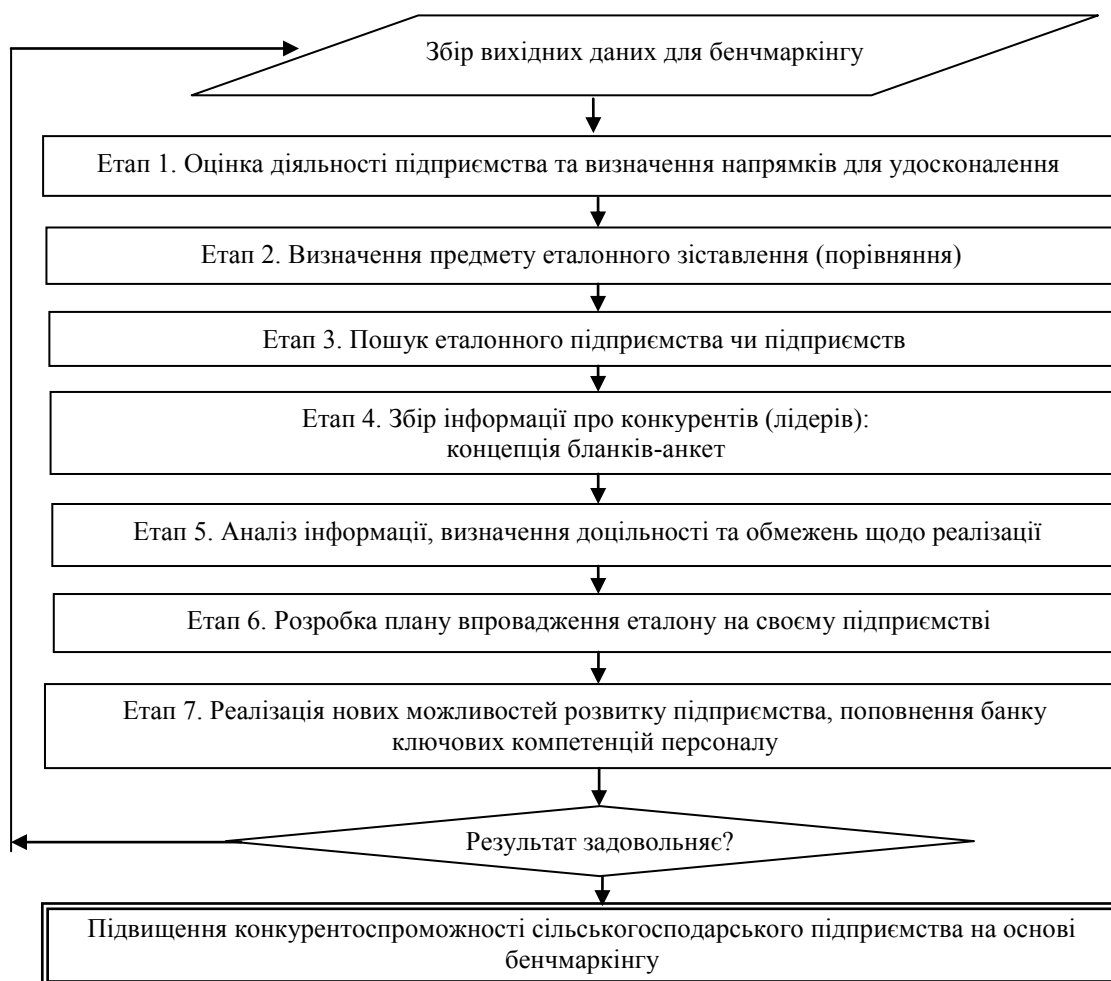 Збір вихідних даних для бенчмаркінгу
Етап 1. Оцінка діяльності підприємства та визначення напрямків для удосконалення
Етап 2. Визначення предмету еталонного зіставлення (порівняння)
Етап 3. Пошук еталонного підприємства чи підприємств
Етап 4. Збір інформації про конкурентів (лідерів):
концепція бланків-анкет
Етап 5. Аналіз інформації, визначення доцільності та обмежень щодо реалізації
Етап 6. Розробка плану впровадження еталону на своєму підприємстві
Етап 7. Реалізація нових можливостей розвитку підприємства, поповнення банку
ключових компетенцій персоналу
Результат задовольняє?
Підвищення конкурентоспроможності сільськогосподарського підприємства на основі
бенчмаркінгу